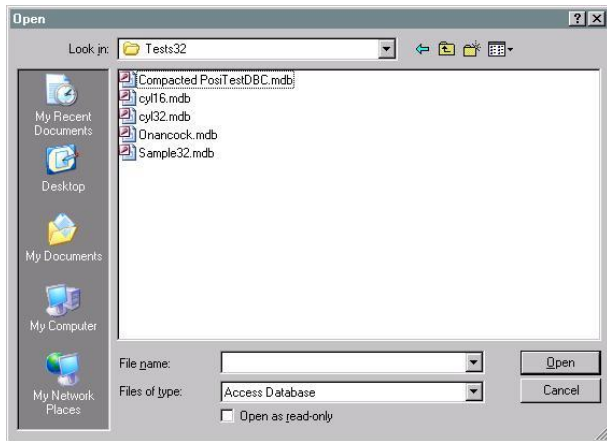 Open
Look in: Tests32
My Recent Documents
Desktop
My Documents
My Computer
My Network Places
Compacted PosiTestDBC.mdb
cyl16.mdb
cyl32.mdb
Onancock.mdb
Sample32.mdb
File name:
Open
Files of type: Access Database
Cancel
Open as read-only